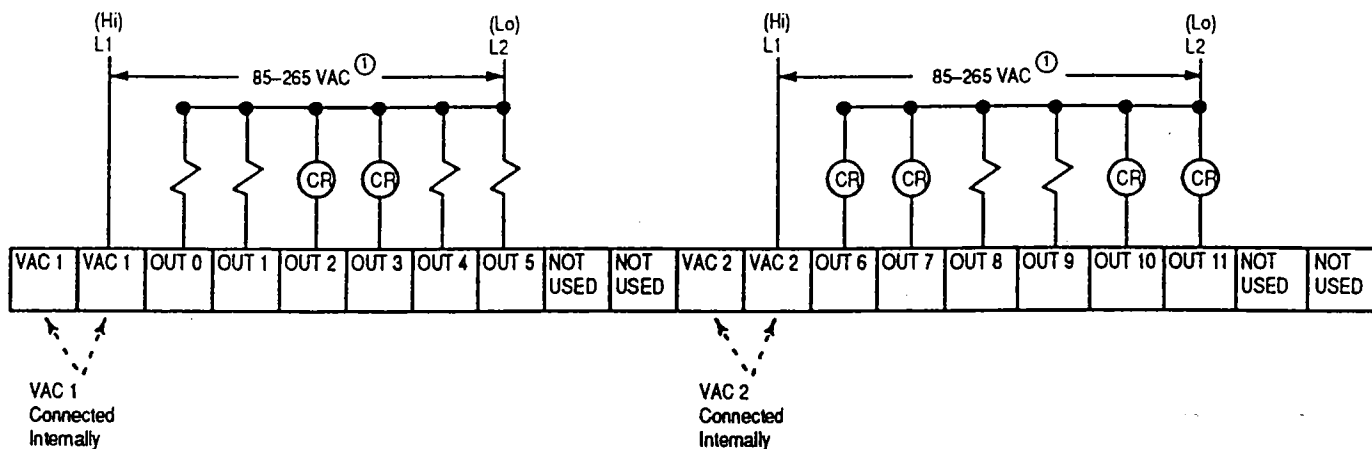 (Hi)
L1
(Lo)
L2
85–265 VAC ①
CR
CR
(Hi)
L1
(Lo)
L2
85–265 VAC ①
CR
CR
CR
CR
VAC 1
VAC 1
OUT 0
OUT 1
OUT 2
OUT 3
OUT 4
OUT 5
NOT
USED
NOT
USED
VAC 2
VAC 2
OUT 6
OUT 7
OUT 8
OUT 9
OUT 10
OUT 11
NOT
USED
NOT
USED
VAC 1
Connected
Internally
VAC 2
Connected
Internally